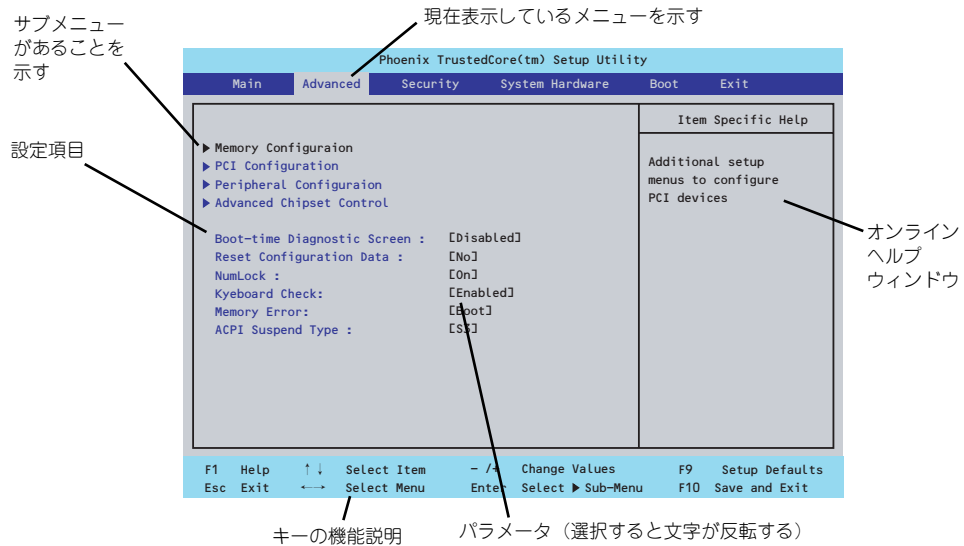 現在表示しているメニューを示す
サブメニュー
があることを
示す
Phoenix TrustedCore(tm) Setup Utility
Main Advanced Security System Hardware Boot Exit
Item Specific Help
設定項目
▶ Memory Configuraion
▶ PCI Configuration
▶ Peripheral Configuraion
▶ Advanced Chipset Control
Additional setup
menus to configure
PCI devices
オンライン
ヘルプ
ウィンドウ
Boot-time Diagnostic Screen : [Disabled]
Reset Configuration Data : [No]
NumLock : [On]
Kyeboard Check: [Enabled]
Memory Error: [Boot]
ACPI Suspend Type : [S3]
F1 Help ↑↓ Select Item - /+ Change Values F9 Setup Defaults
Esc Exit ←→ Select Menu Enter Select ▶ Sub-Menu F10 Save and Exit
キーの機能説明
パラメータ（選択すると文字が反転する）